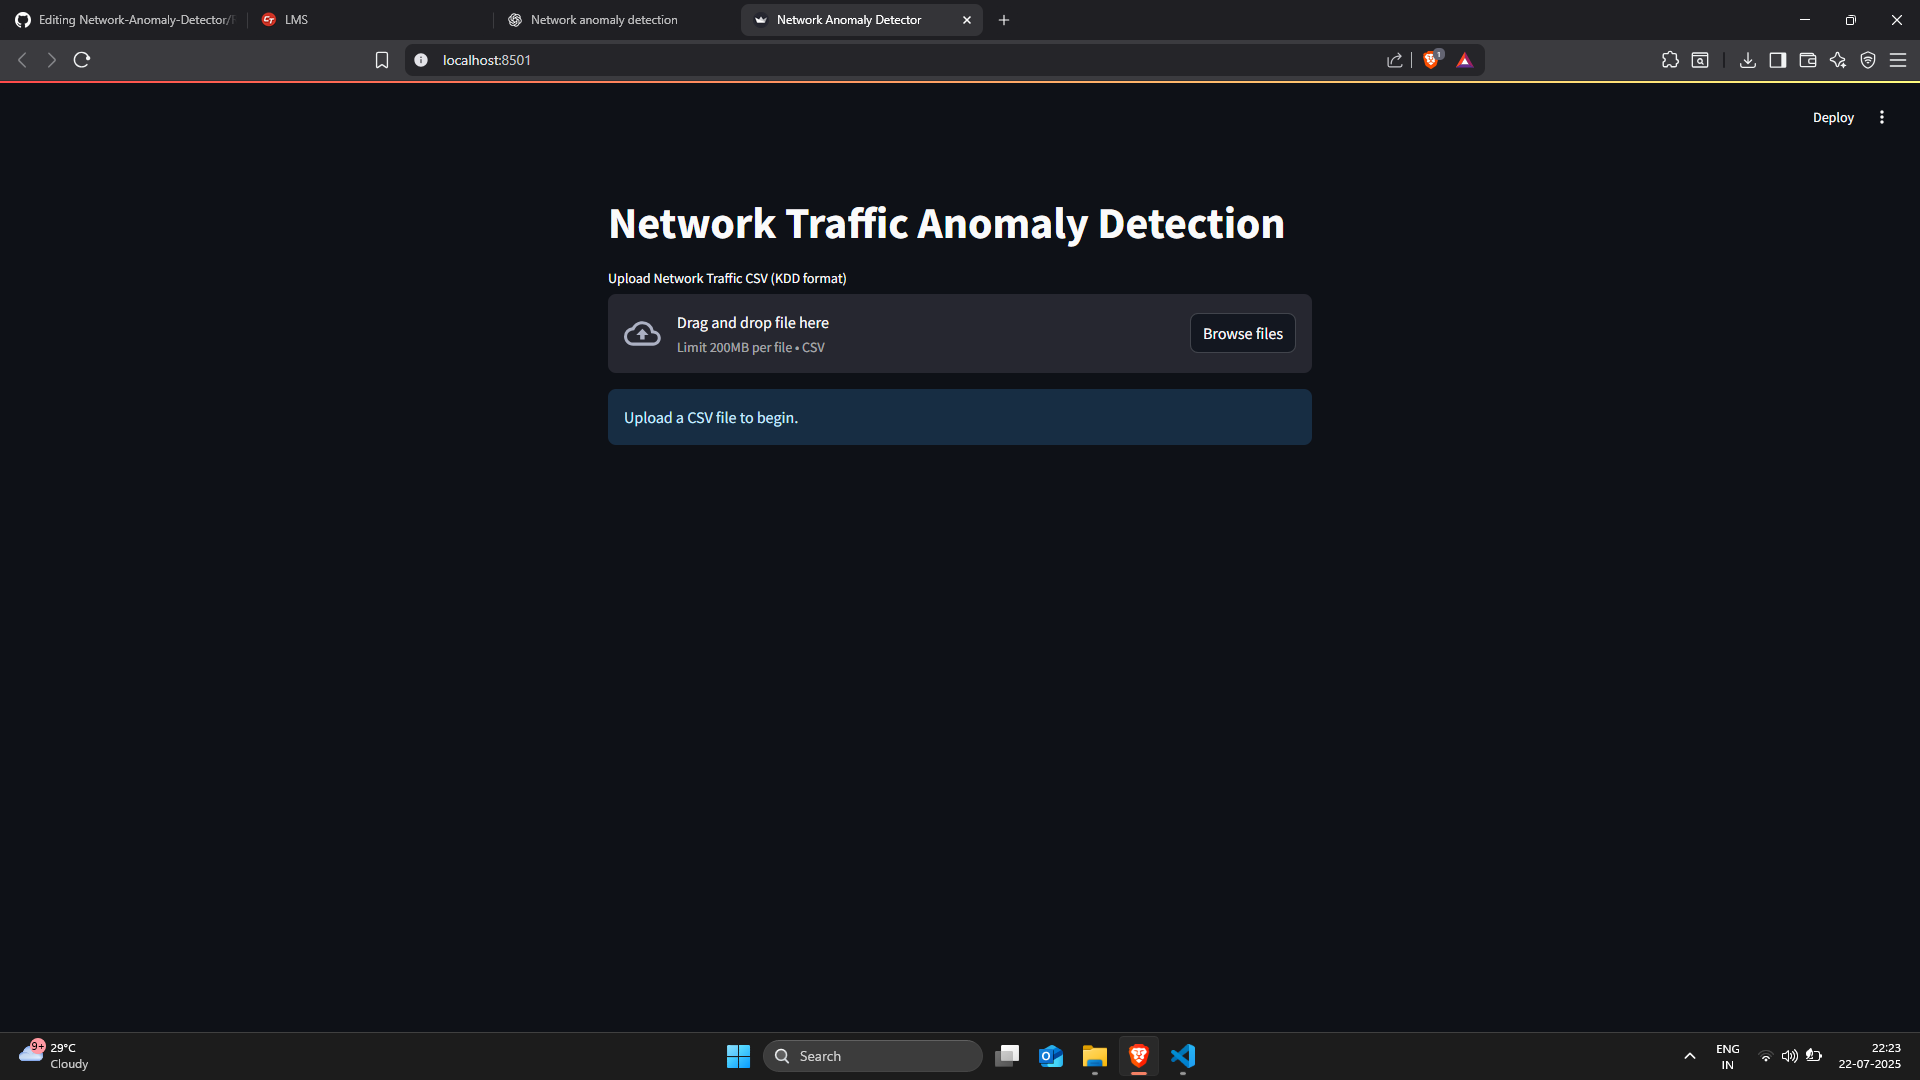 Editing Network-Anomaly-Detector/
LMS
Network anomaly detection
Network Anomaly Detector
localhost:8501
1
Deploy
Network Traffic Anomaly Detection
Upload Network Traffic CSV (KDD format)
Drag and drop file here
Limit 200MB per file • CSV
Browse files
Upload a CSV file to begin.
9+
29°C
Cloudy
Search
ENG
IN
22:23
22-07-2025